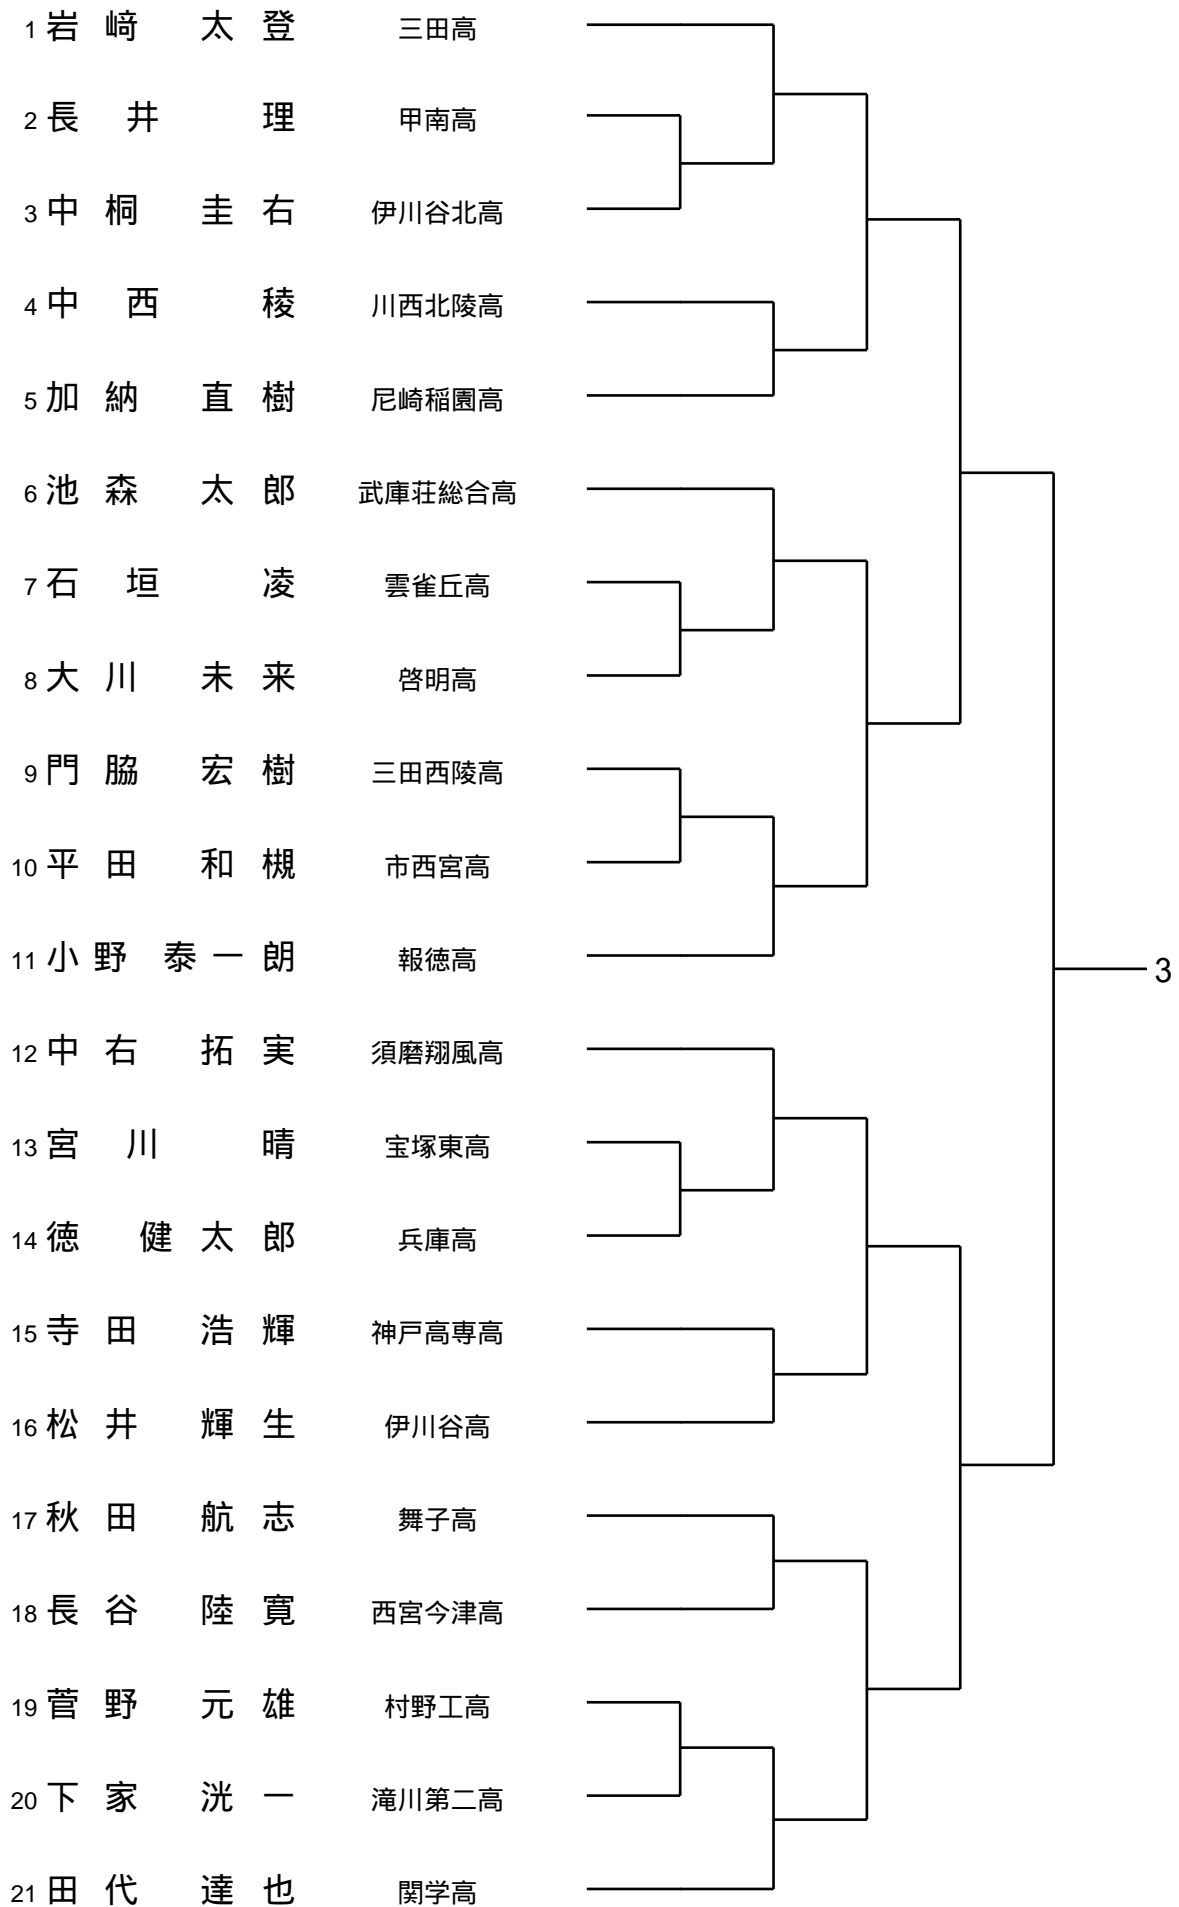 1 岩﨑 太登 三田高
2 長井 理 甲南高
3 中桐 圭右 伊川谷北高
4 中西 稜 川西北陵高
5 加納 直樹 尼崎稲園高
6 池森 太郎 武庫荘総合高
7 石垣 凌 雲雀丘高
8 大川 未来 啓明高
9 門脇 宏樹 三田西陵高
10 平田 和槻 市西宮高
11 小野 泰一朗 報徳高
3
12 中右 拓実 須磨翔風高
13 宮川 晴 宝塚東高
14 徳 健太郎 兵庫高
15 寺田 浩輝 神戸高専高
16 松井 輝生 伊川谷高
17 秋田 航志 舞子高
18 長谷 陸寛 西宮今津高
19 菅野 元雄 村野工高
20 下家 洸一 滝川第二高
21 田代 達也 関学高